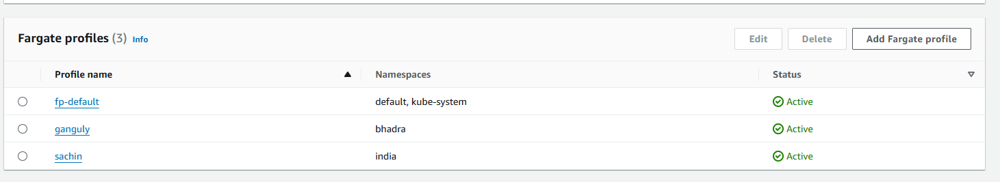 Fargate profiles (3) Info Edit Delete Add Fargate profile
Profile name Namespaces Status
fp-default default, kube-system Active
ganguly bhadra Active
sachin india Active